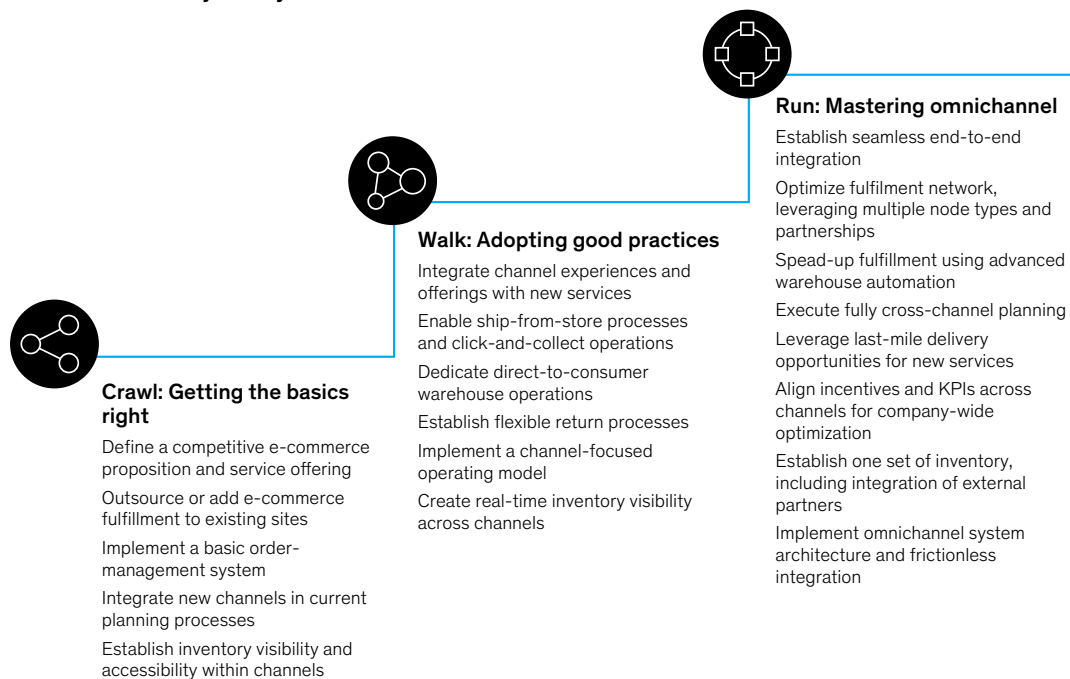 Run: Mastering omnichannel
Establish seamless end-to-end
integration
Optimize fulfilment network,
leveraging multiple node types and
partnerships
Spead-up fulfillment using advanced
warehouse automation
Execute fully cross-channel planning
Leverage last-mile delivery
opportunities for new services
Align incentives and KPIs across
channels for company-wide
optimization
Establish one set of inventory,
including integration of external
partners
Implement omnichannel system
architecture and frictionless
integration
Walk: Adopting good practices
Integrate channel experiences and
offerings with new services
Enable ship-from-store processes
and click-and-collect operations
Dedicate direct-to-consumer
warehouse operations
Establish flexible return processes
Implement a channel-focused
operating model
Create real-time inventory visibility
across channels
Crawl: Getting the basics
right
Define a competitive e-commerce
proposition and service offering
Outsource or add e-commerce
fulfillment to existing sites
Implement a basic order-
management system
Integrate new channels in current
planning processes
Establish inventory visibility and
accessibility within channels